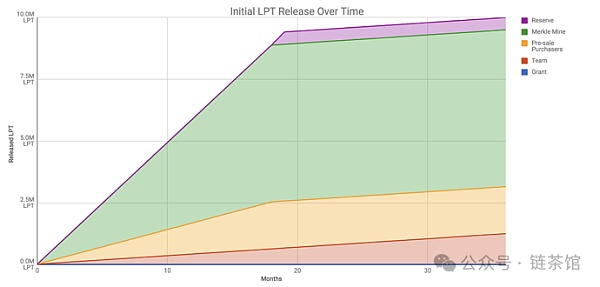 Initial LPT Release Over Time
10.0M
LPT
7.5M
LPT
5.0M
LPT
2.5M
LPT
0.0M
LPT
Released LPT
0
10
20
30
Months
Reserve
Merkle Mine
Pre-sale
Purchasers
Team
Grant
公众号 · 链茶馆